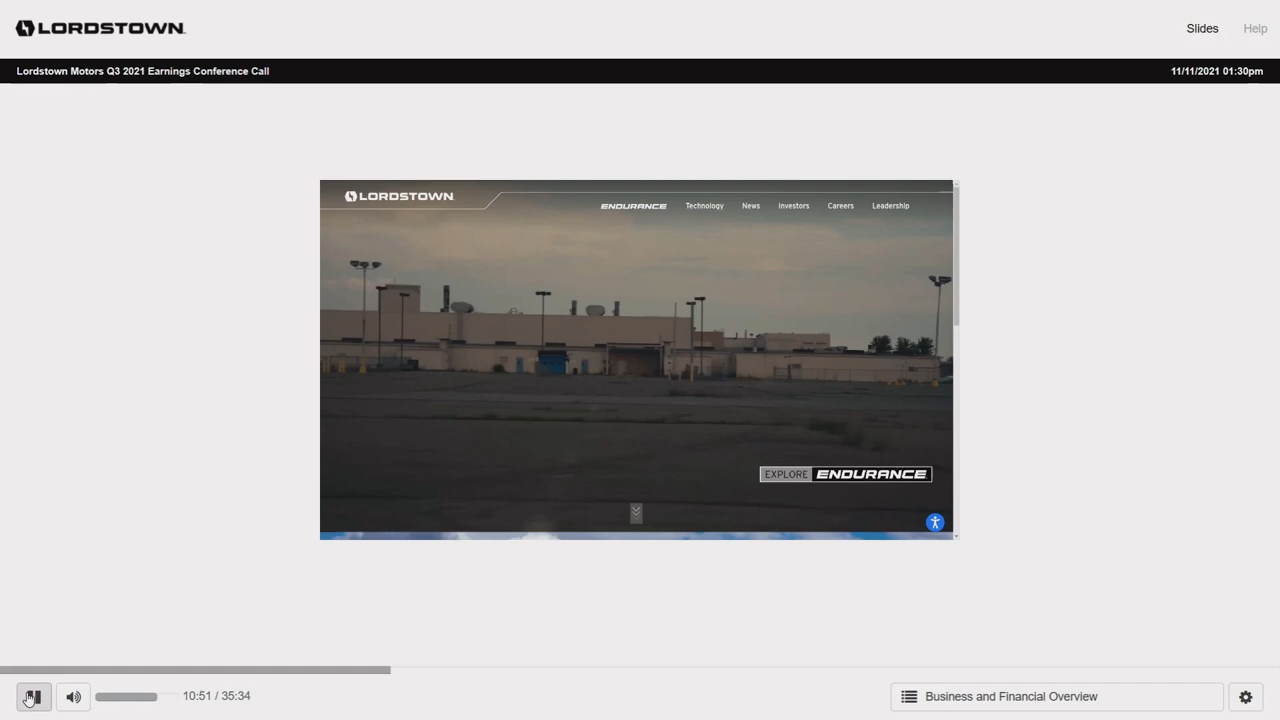 LORDSTOWN
Slides Help
Lordstown Motors Q3 2021 Earnings Conference Call 11/11/2021 01:30pm
LORDSTOWN
ENDURANCE Technology News Investors Careers Leadership
EXPLORE ENDURANCE
10:51 / 35:34 Business and Financial Overview